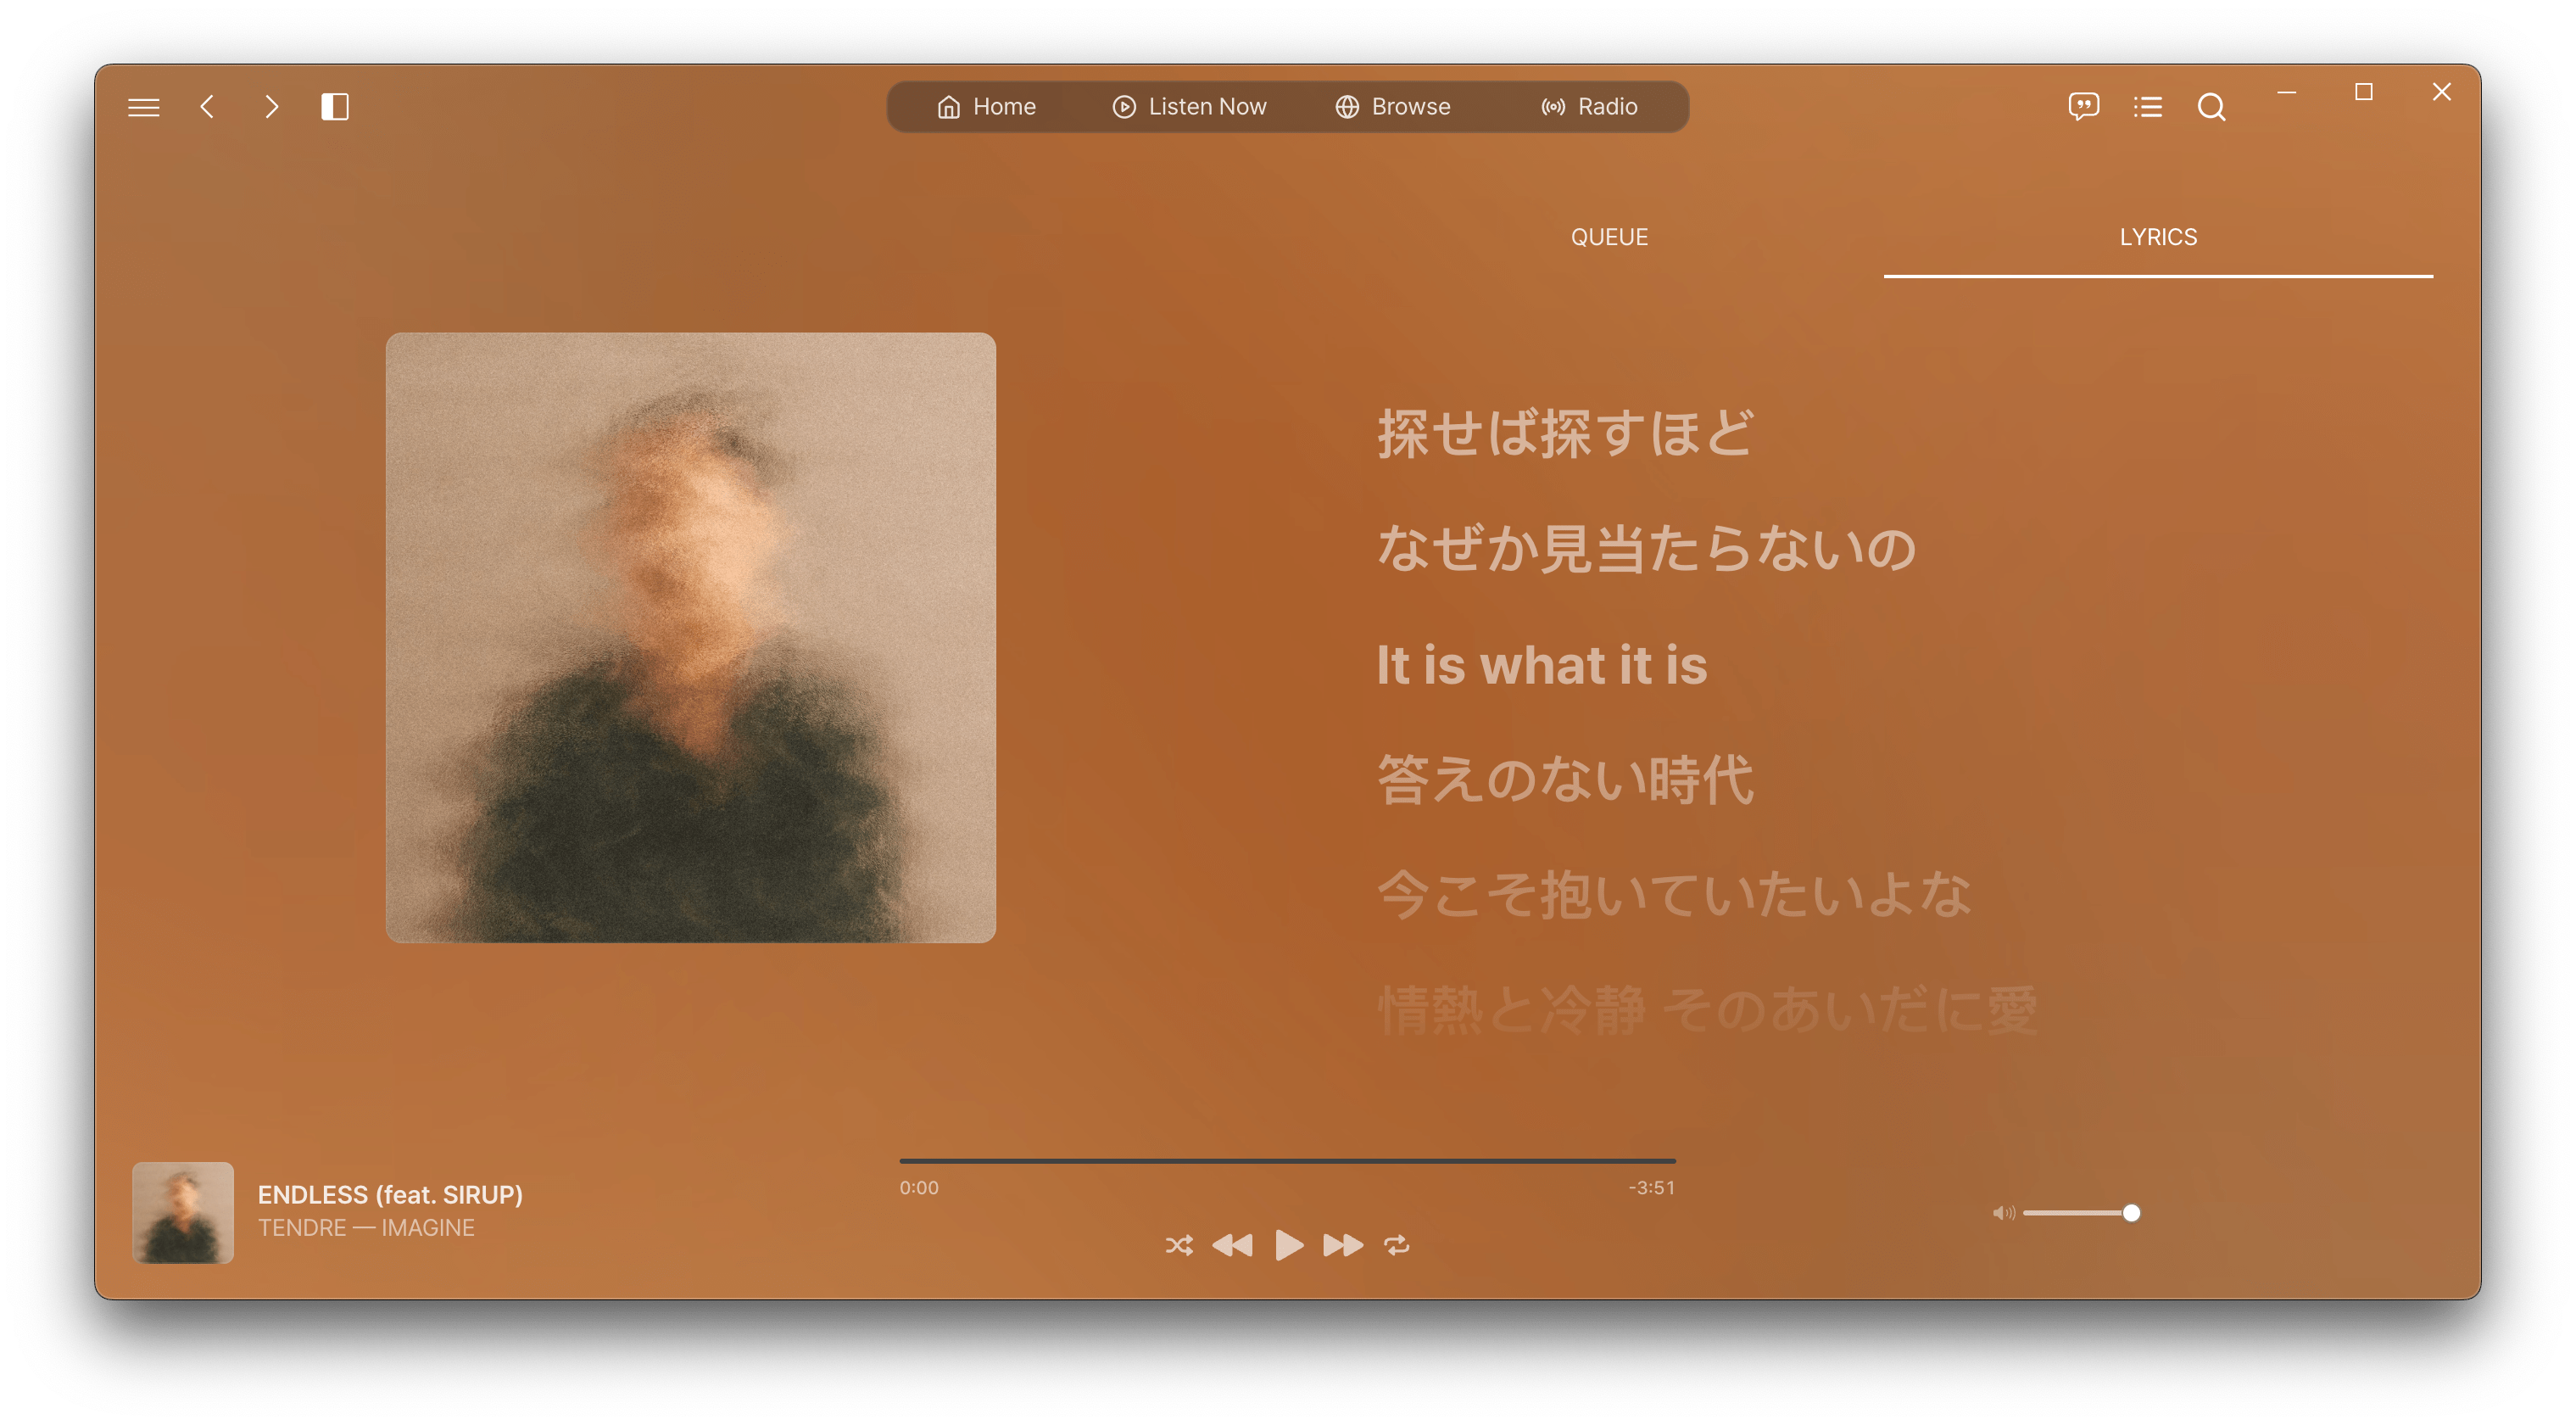 Home
Listen Now
Browse
Radio
QUEUE
LYRICS
探せば探すほど
なぜか見当たらないの
It is what it is
答えのない時代
今こそ抱いていたいよな
情熱と冷静 そのあいだに愛
ENDLESS (feat. SIRUP)
TENDRE — IMAGINE
0:00
-3:51